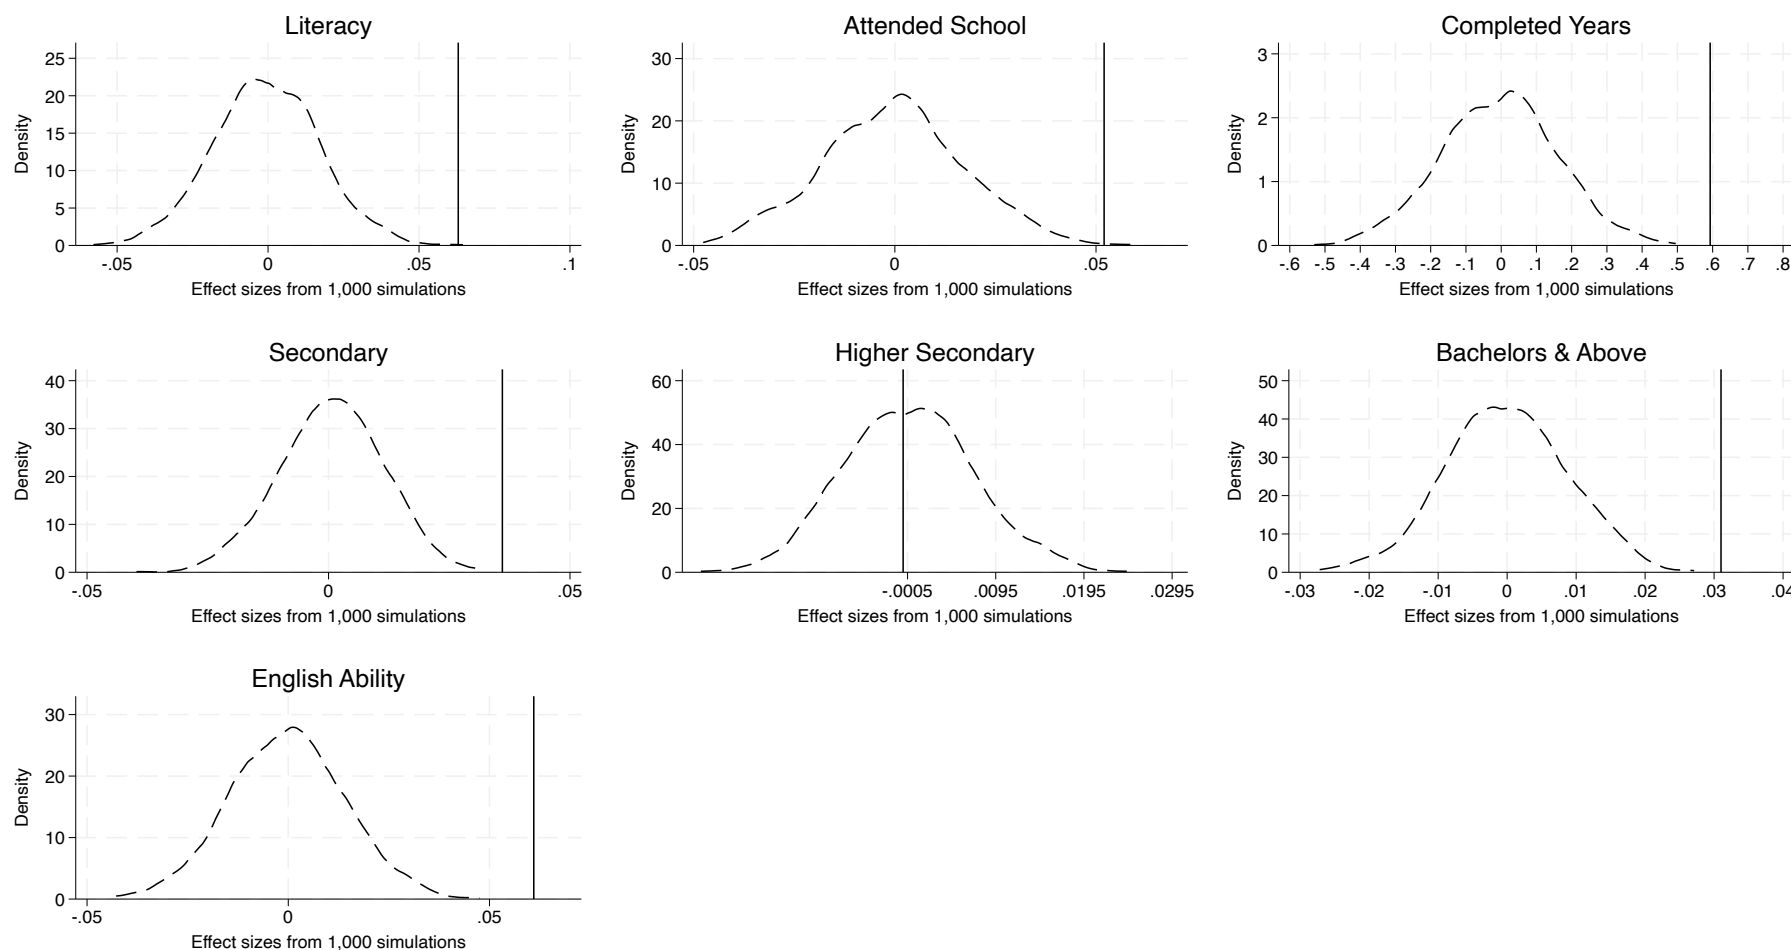 Literacy
Density
25
20
15
10
5
0
-.05 0 .05 .1
Effect sizes from 1,000 simulations
Attended School
Density
30
20
10
0
-.05 0 .05
Effect sizes from 1,000 simulations
Completed Years
Density
3
2
1
0
-.6 -.5 -.4 -.3 -.2 -.1 0 .1 .2 .3 .4 .5 .6 .7 .8
Effect sizes from 1,000 simulations
Secondary
Density
40
30
20
10
0
-.05 0 .05
Effect sizes from 1,000 simulations
Higher Secondary
Density
60
40
20
0
-.0005 .0095 .0195 .0295
Effect sizes from 1,000 simulations
Bachelors & Above
Density
50
40
30
20
10
0
-.03 -.02 -.01 0 .01 .02 .03 .04
Effect sizes from 1,000 simulations
English Ability
Density
30
20
10
0
-.05 0 .05
Effect sizes from 1,000 simulations